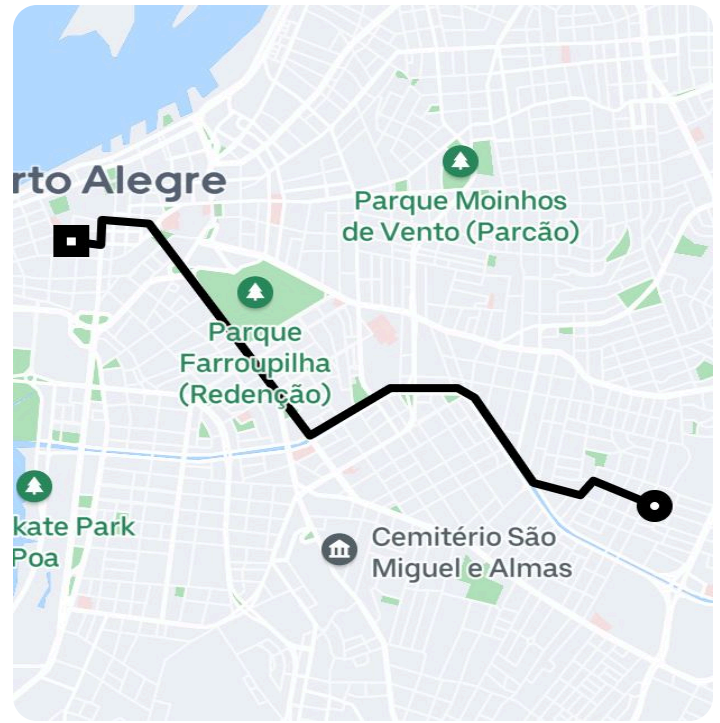 rto Alegre
Parque Moinhos
de Vento (Parcão)
Parque
Farroupilha
(Redenção)
kate Park
Poa
Cemitério São
Miguel e Almas